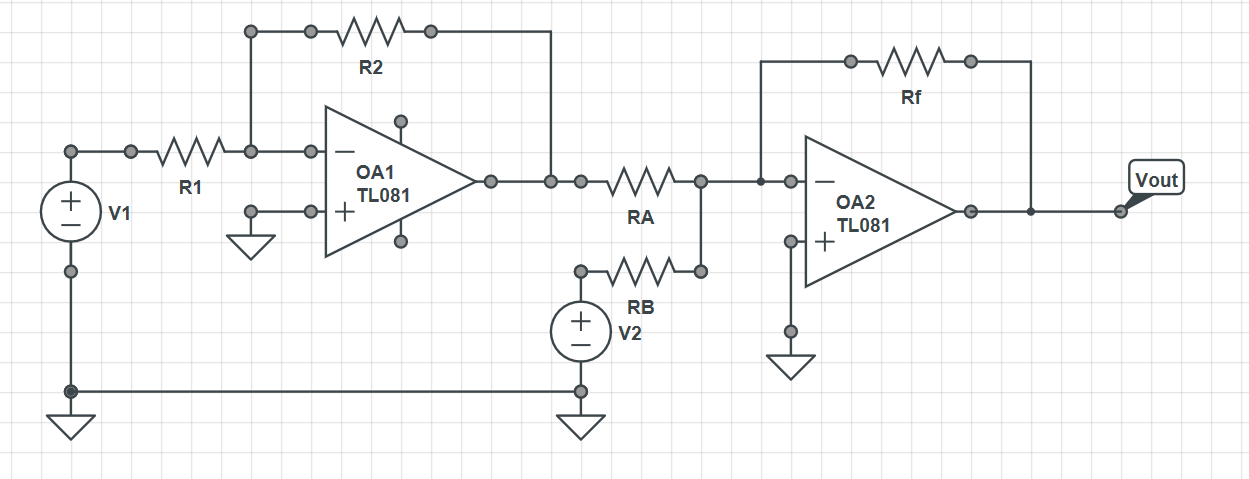 R2
Rf
R1
OA1
TL081
V1
Vout
RA
OA2
TL081
RB
V2